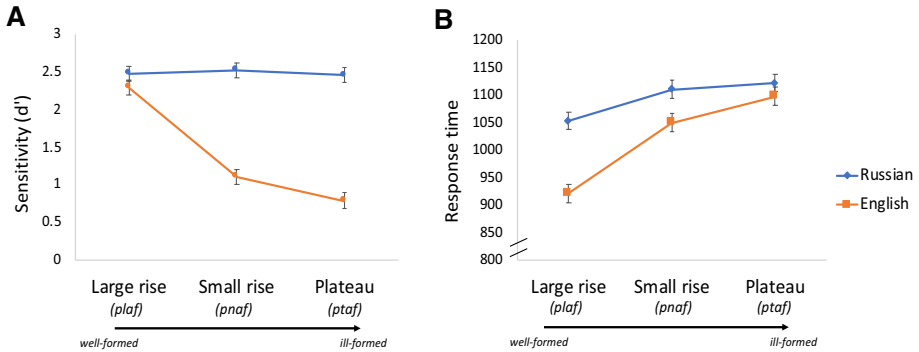 A
Sensitivity (d')
3
2.5
2
1.5
1
0.5
0
Large rise Small rise Plateau
(plaf) (pnaf) (ptaf)
well-formed ill-formed
B
Response time
1200
1150
1100
1050
1000
950
900
850
800
Large rise Small rise Plateau
(plaf) (pnaf) (ptaf)
well-formed ill-formed
Russian
English